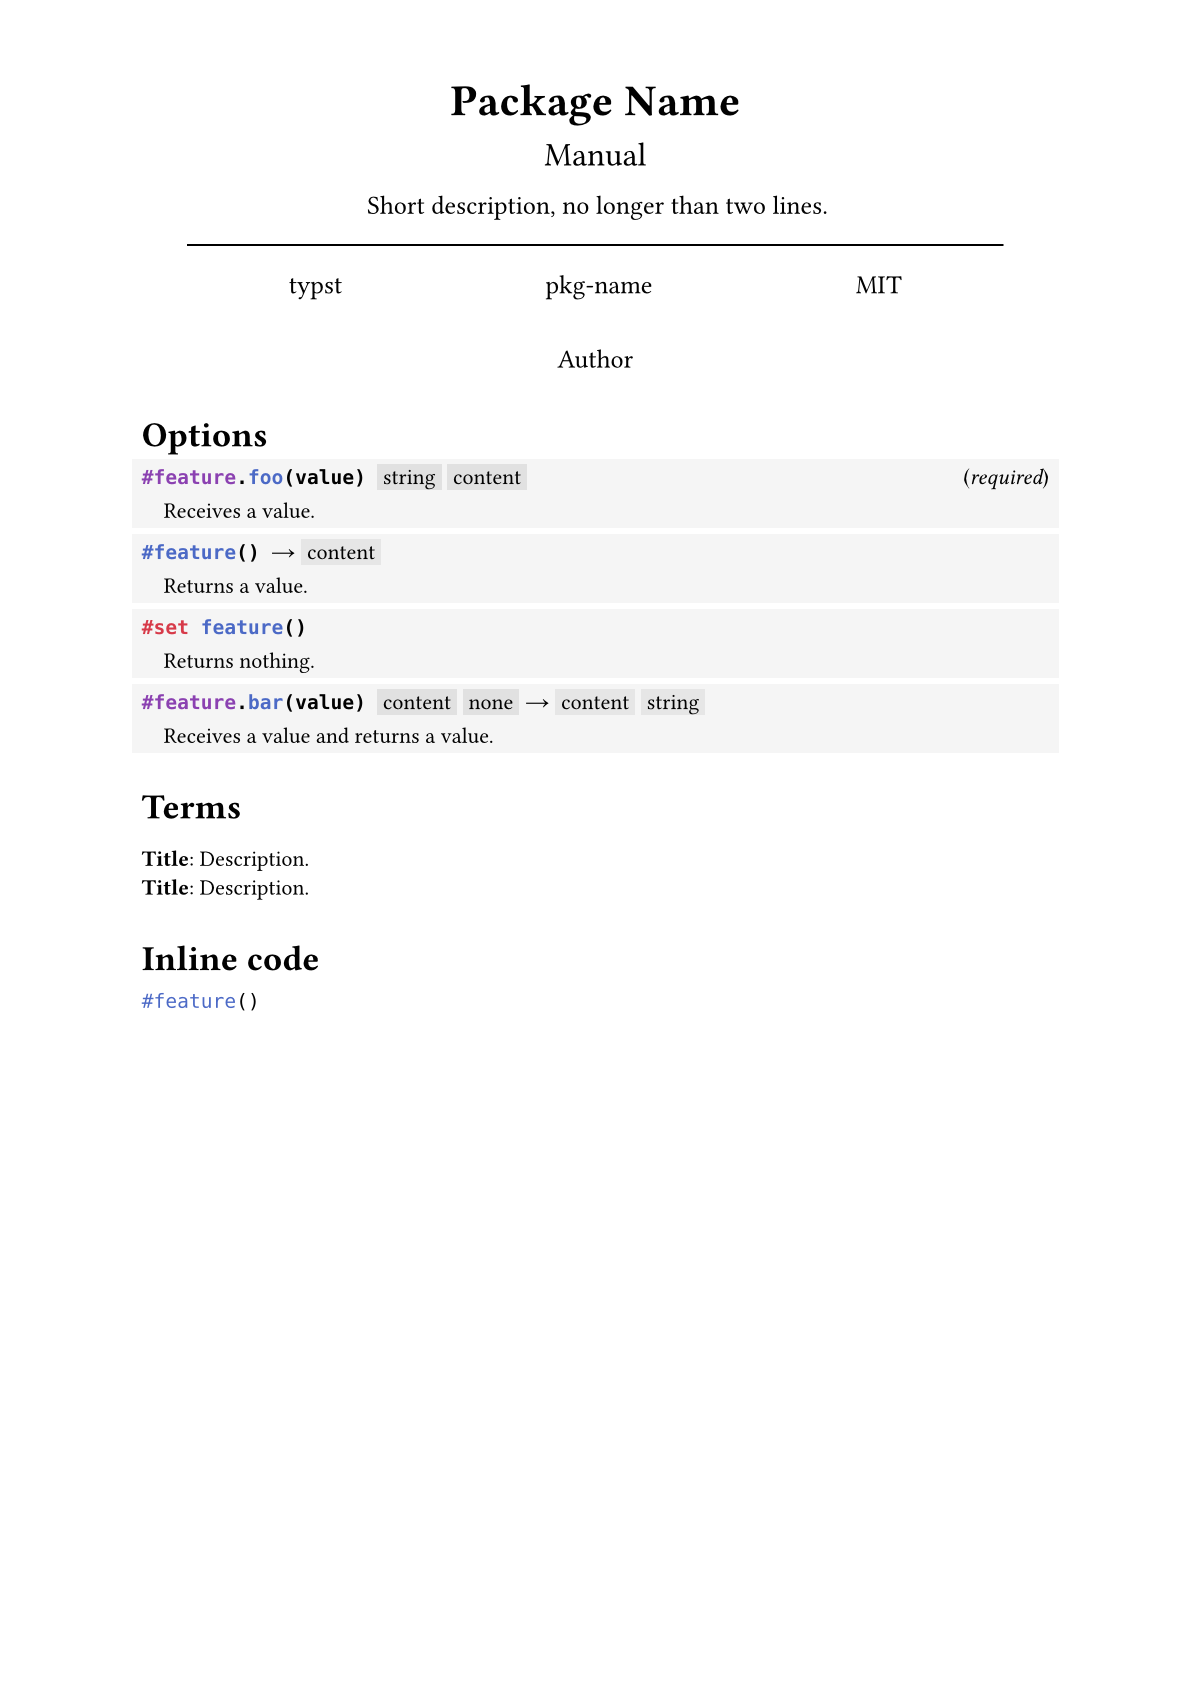 Package Name
Manual
Short description, no longer than two lines.
typst pkg-name MIT
Author
Options
#feature.foo(value) string content (required)
Receives a value.
#feature() → content
Returns a value.
#set feature()
Returns nothing.
#feature.bar(value) content none → content string
Receives a value and returns a value.
Terms
Title: Description.
Title: Description.
Inline code
#feature()